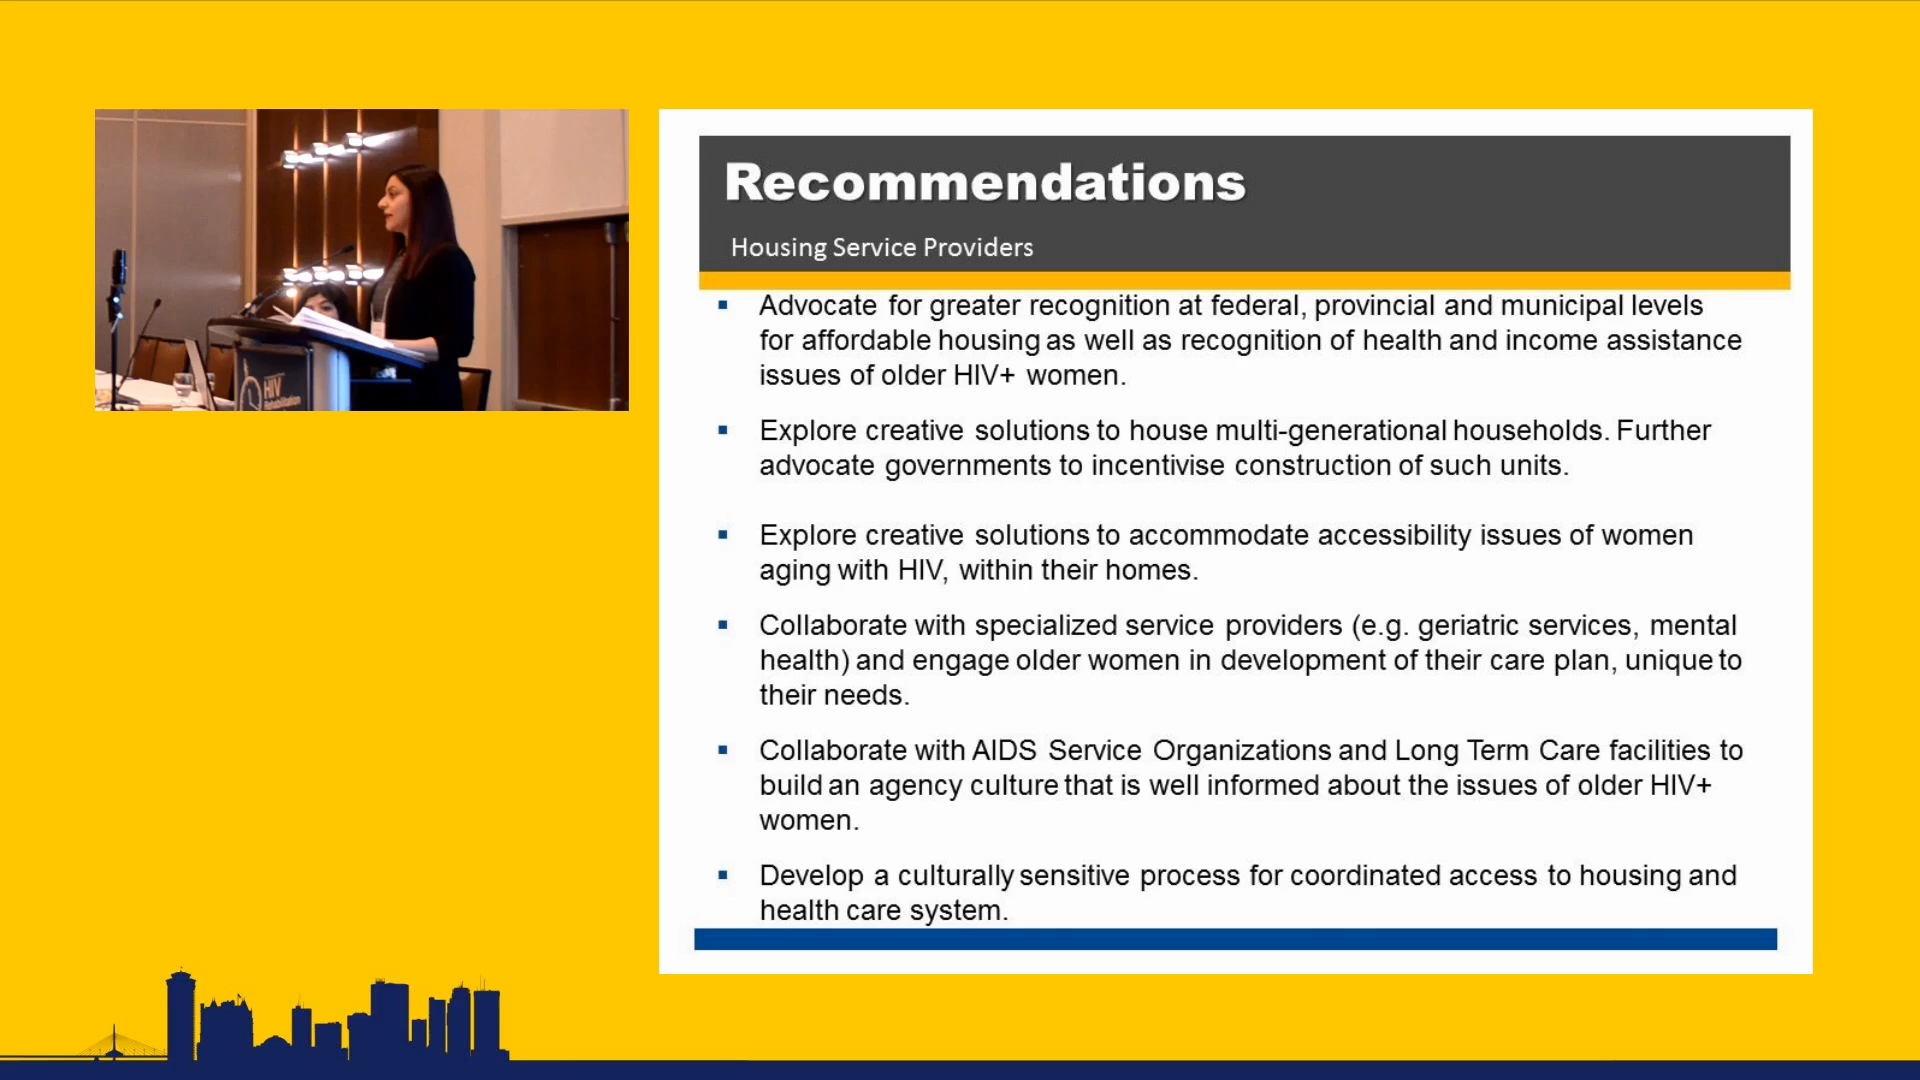 HIV
Rehabilitation
Recommendations
Housing Service Providers
Advocate for greater recognition at federal, provincial and municipal levels
for affordable housing as well as recognition of health and income assistance
issues of older HIV+ women.
Explore creative solutions to house multi-generational households. Further
advocate governments to incentivise construction of such units.
Explore creative solutions to accommodate accessibility issues of women
aging with HIV, within their homes.
Collaborate with specialized service providers (e.g. geriatric services, mental
health) and engage older women in development of their care plan, unique to
their needs.
Collaborate with AIDS Service Organizations and Long Term Care facilities to
build an agency culture that is well informed about the issues of older HIV+
women.
Develop a culturally sensitive process for coordinated access to housing and
health care system.